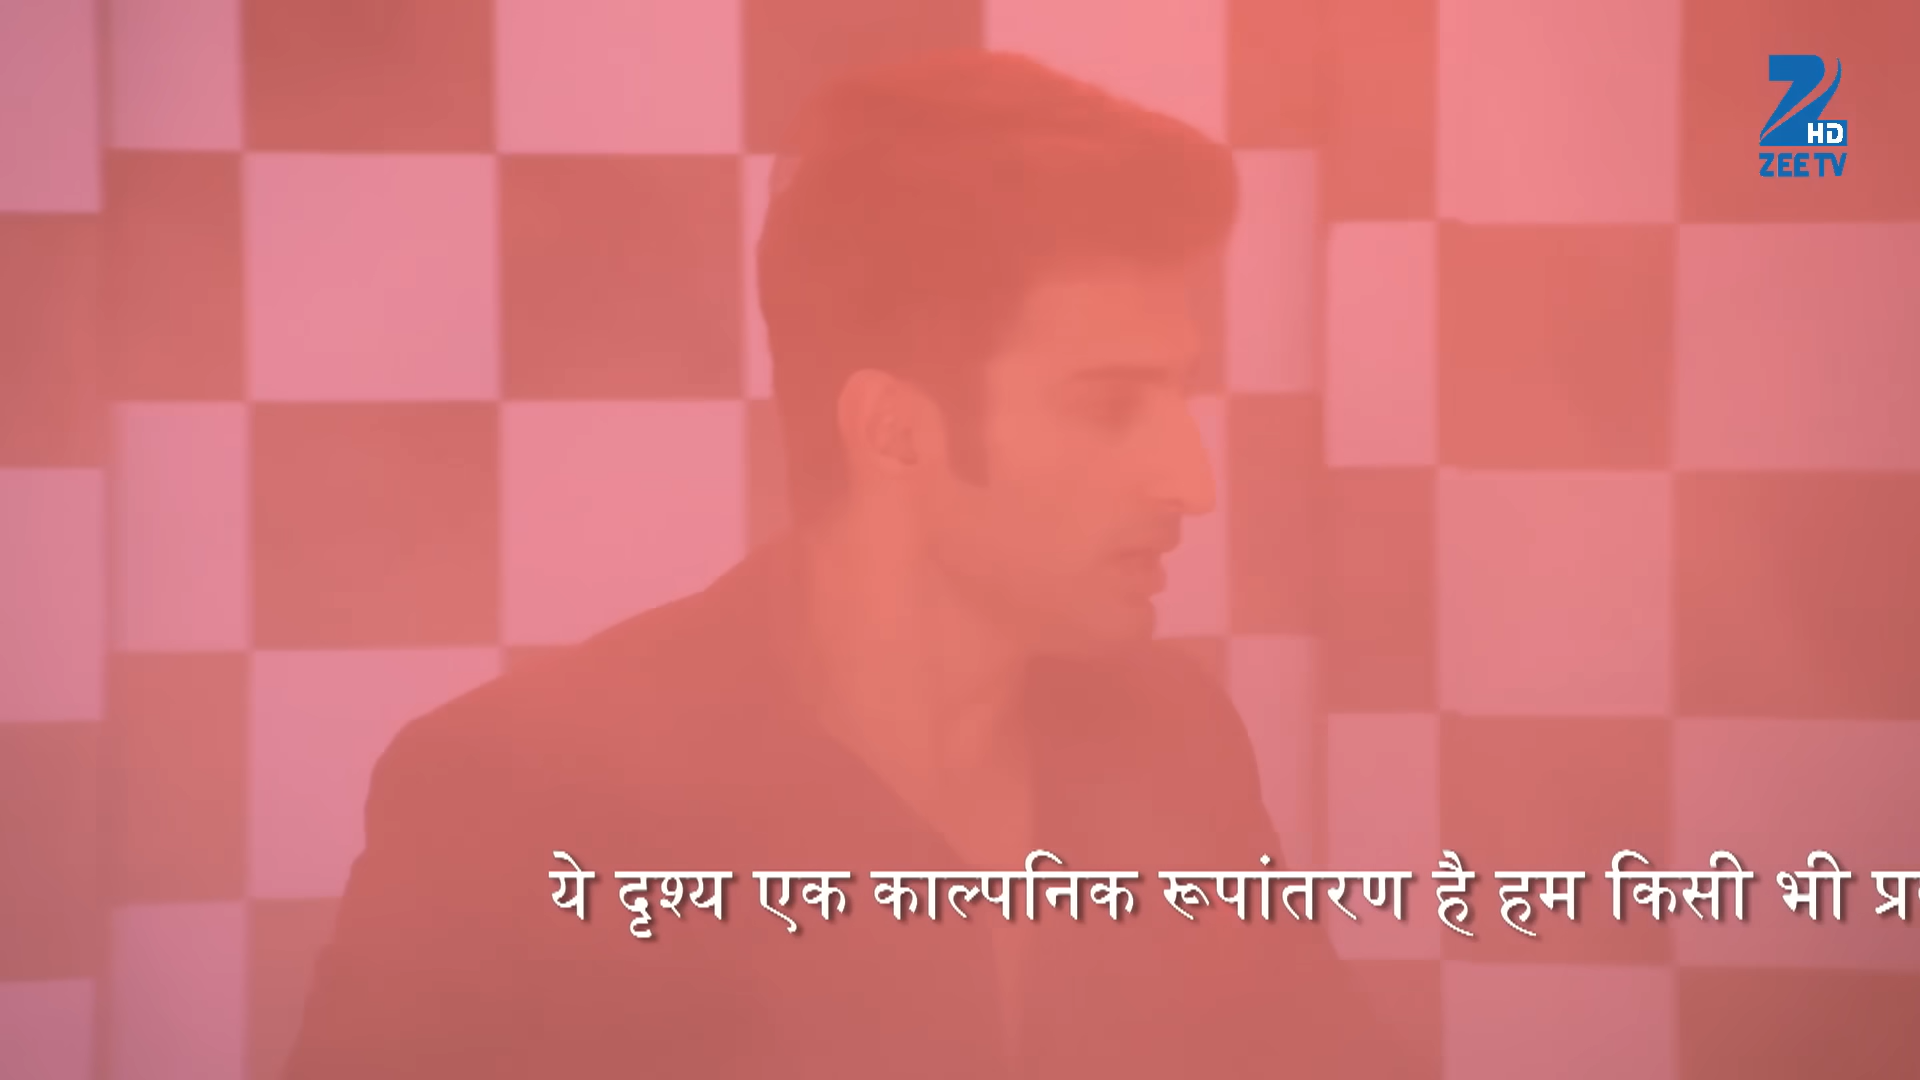 HD
ZEE TV
ये दृश्य एक काल्पनिक रूपांतरण है हम किसी भी